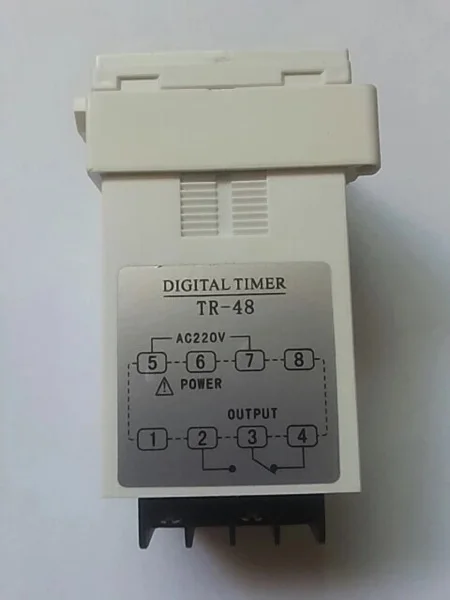 DIGITAL TIMER
TR-48
AC220V
5 6 7 8
⚠ POWER
OUTPUT
1 2 3 4